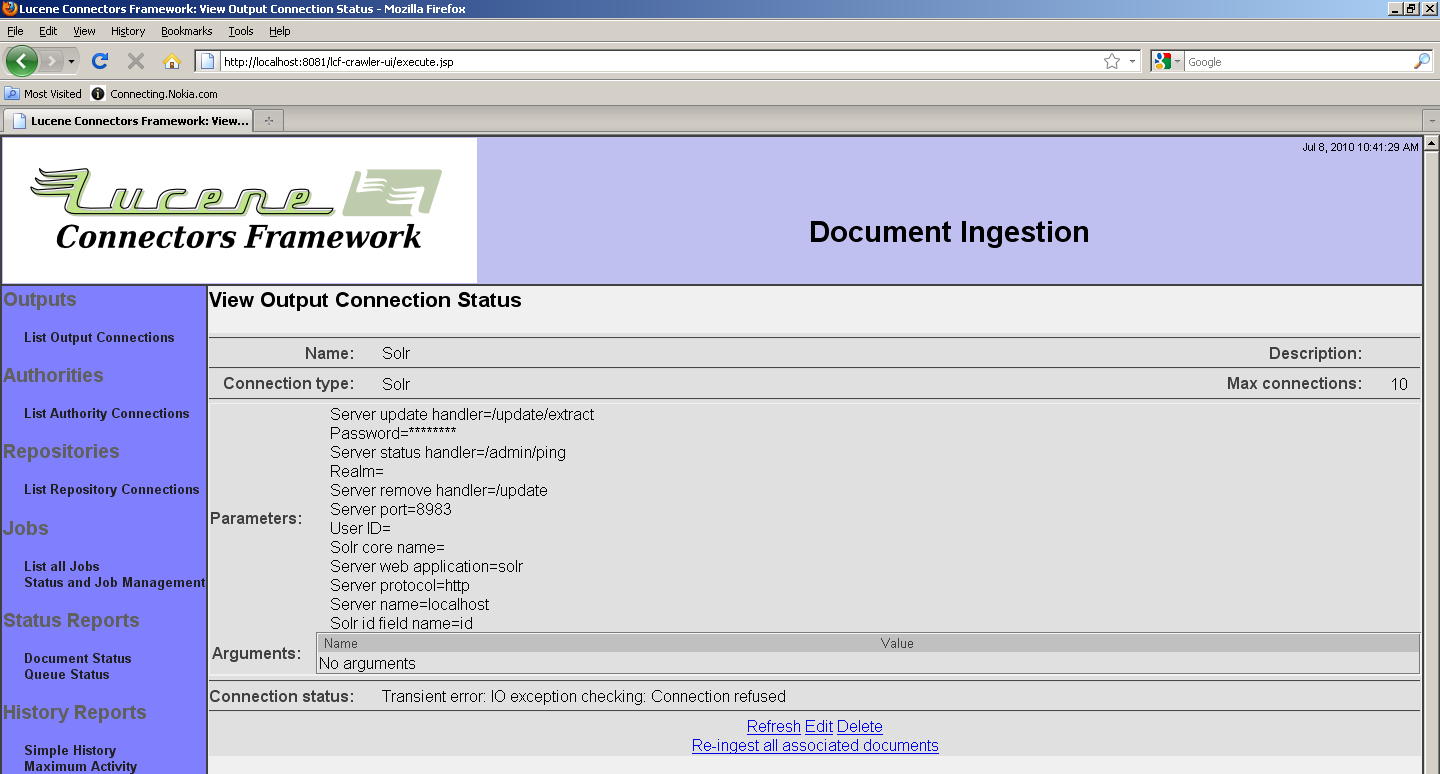 Lucene Connectors Framework: View Output Connection Status - Mozilla Firefox
File Edit View History Bookmarks Tools Help
http://localhost:8081/lcf-crawler-ui/execute.jsp
Google
Most Visited Connecting.Nokia.com
Lucene Connectors Framework: View...
Jul 8, 2010 10:41:29 AM
Lucene
Connectors Framework
Document Ingestion
Outputs
List Output Connections
Authorities
List Authority Connections
Repositories
List Repository Connections
Jobs
List all Jobs
Status and Job Management
Status Reports
Document Status
Queue Status
History Reports
Simple History
Maximum Activity
View Output Connection Status
Name: Solr Description:
Connection type: Solr Max connections: 10
Parameters:
Server update handler=/update/extract
Password=********
Server status handler=/admin/ping
Realm=
Server remove handler=/update
Server port=8983
User ID=
Solr core name=
Server web application=solr
Server protocol=http
Server name=localhost
Solr id field name=id
Arguments:
Name Value
No arguments
Connection status: Transient error: IO exception checking: Connection refused
Refresh Edit Delete
Re-ingest all associated documents